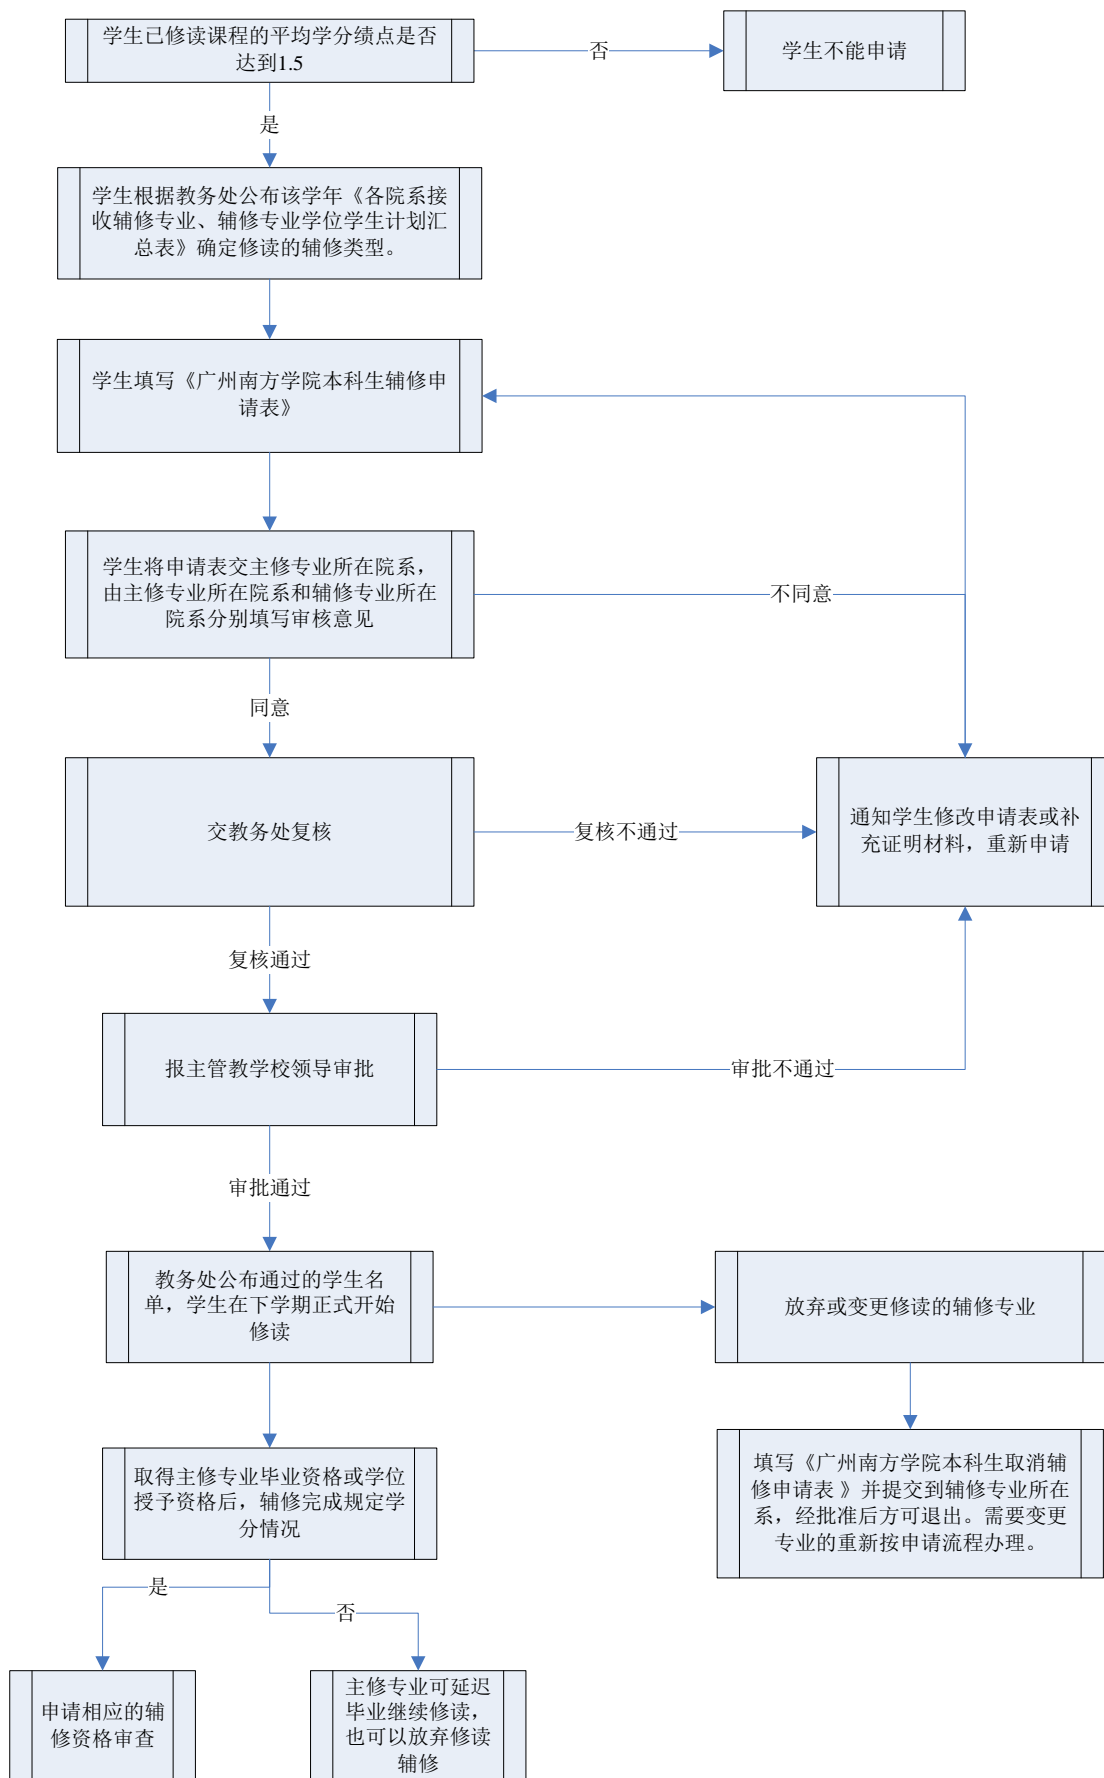 学生已修读课程的平均学分绩点是否
达到1.5
否
学生不能申请
是
学生根据教务处公布该学年《各院系接
收辅修专业、辅修专业学位学生计划汇
总表》确定修读的辅修类型。
学生填写《广州南方学院本科生辅修申
请表》
学生将申请表交主修专业所在院系，
由主修专业所在院系和辅修专业所在
院系分别填写审核意见
不同意
同意
交教务处复核
复核不通过
通知学生修改申请表或补
充证明材料，重新申请
复核通过
报主管教学校领导审批
审批不通过
审批通过
教务处公布通过的学生名
单，学生在下学期正式开始
修读
放弃或变更修读的辅修专业
取得主修专业毕业资格或学位
授予资格后，辅修完成规定学
分情况
填写《广州南方学院本科生取消辅
修申请表 》并提交到辅修专业所在
系，经批准后方可退出。需要变更
专业的重新按申请流程办理。
是
否
申请相应的辅
修资格审查
主修专业可延迟
毕业继续修读，
也可以放弃修读
辅修